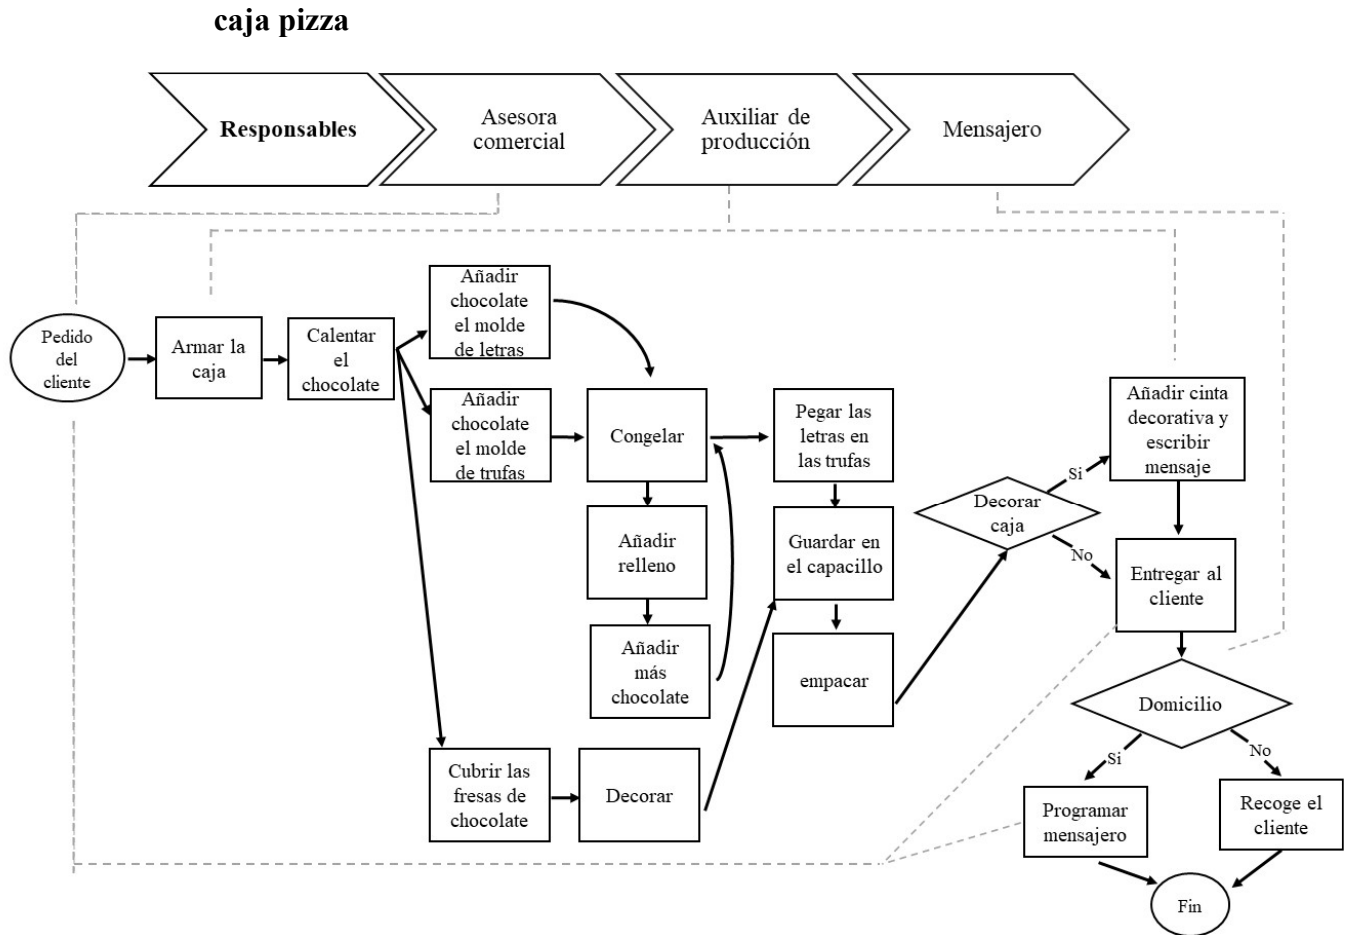 caja pizza
Responsables
Asesora
comercial
Auxiliar de
producción
Mensajero
Pedido
del
cliente
Armar la
caja
Calentar
el
chocolate
Añadir
chocolate
el molde
de letras
Añadir
chocolate
el molde
de trufas
Congelar
Añadir
relleno
Añadir
más
chocolate
Cubrir las
fresas de
chocolate
Decorar
Pegar las
letras en
las trufas
Guardar en
el capacillo
empacar
Decorar
caja
Si
No
Añadir cinta
decorativa y
escribir
mensaje
Entregar al
cliente
Domicilio
Si
No
Programar
mensajero
Recoge el
cliente
Fin